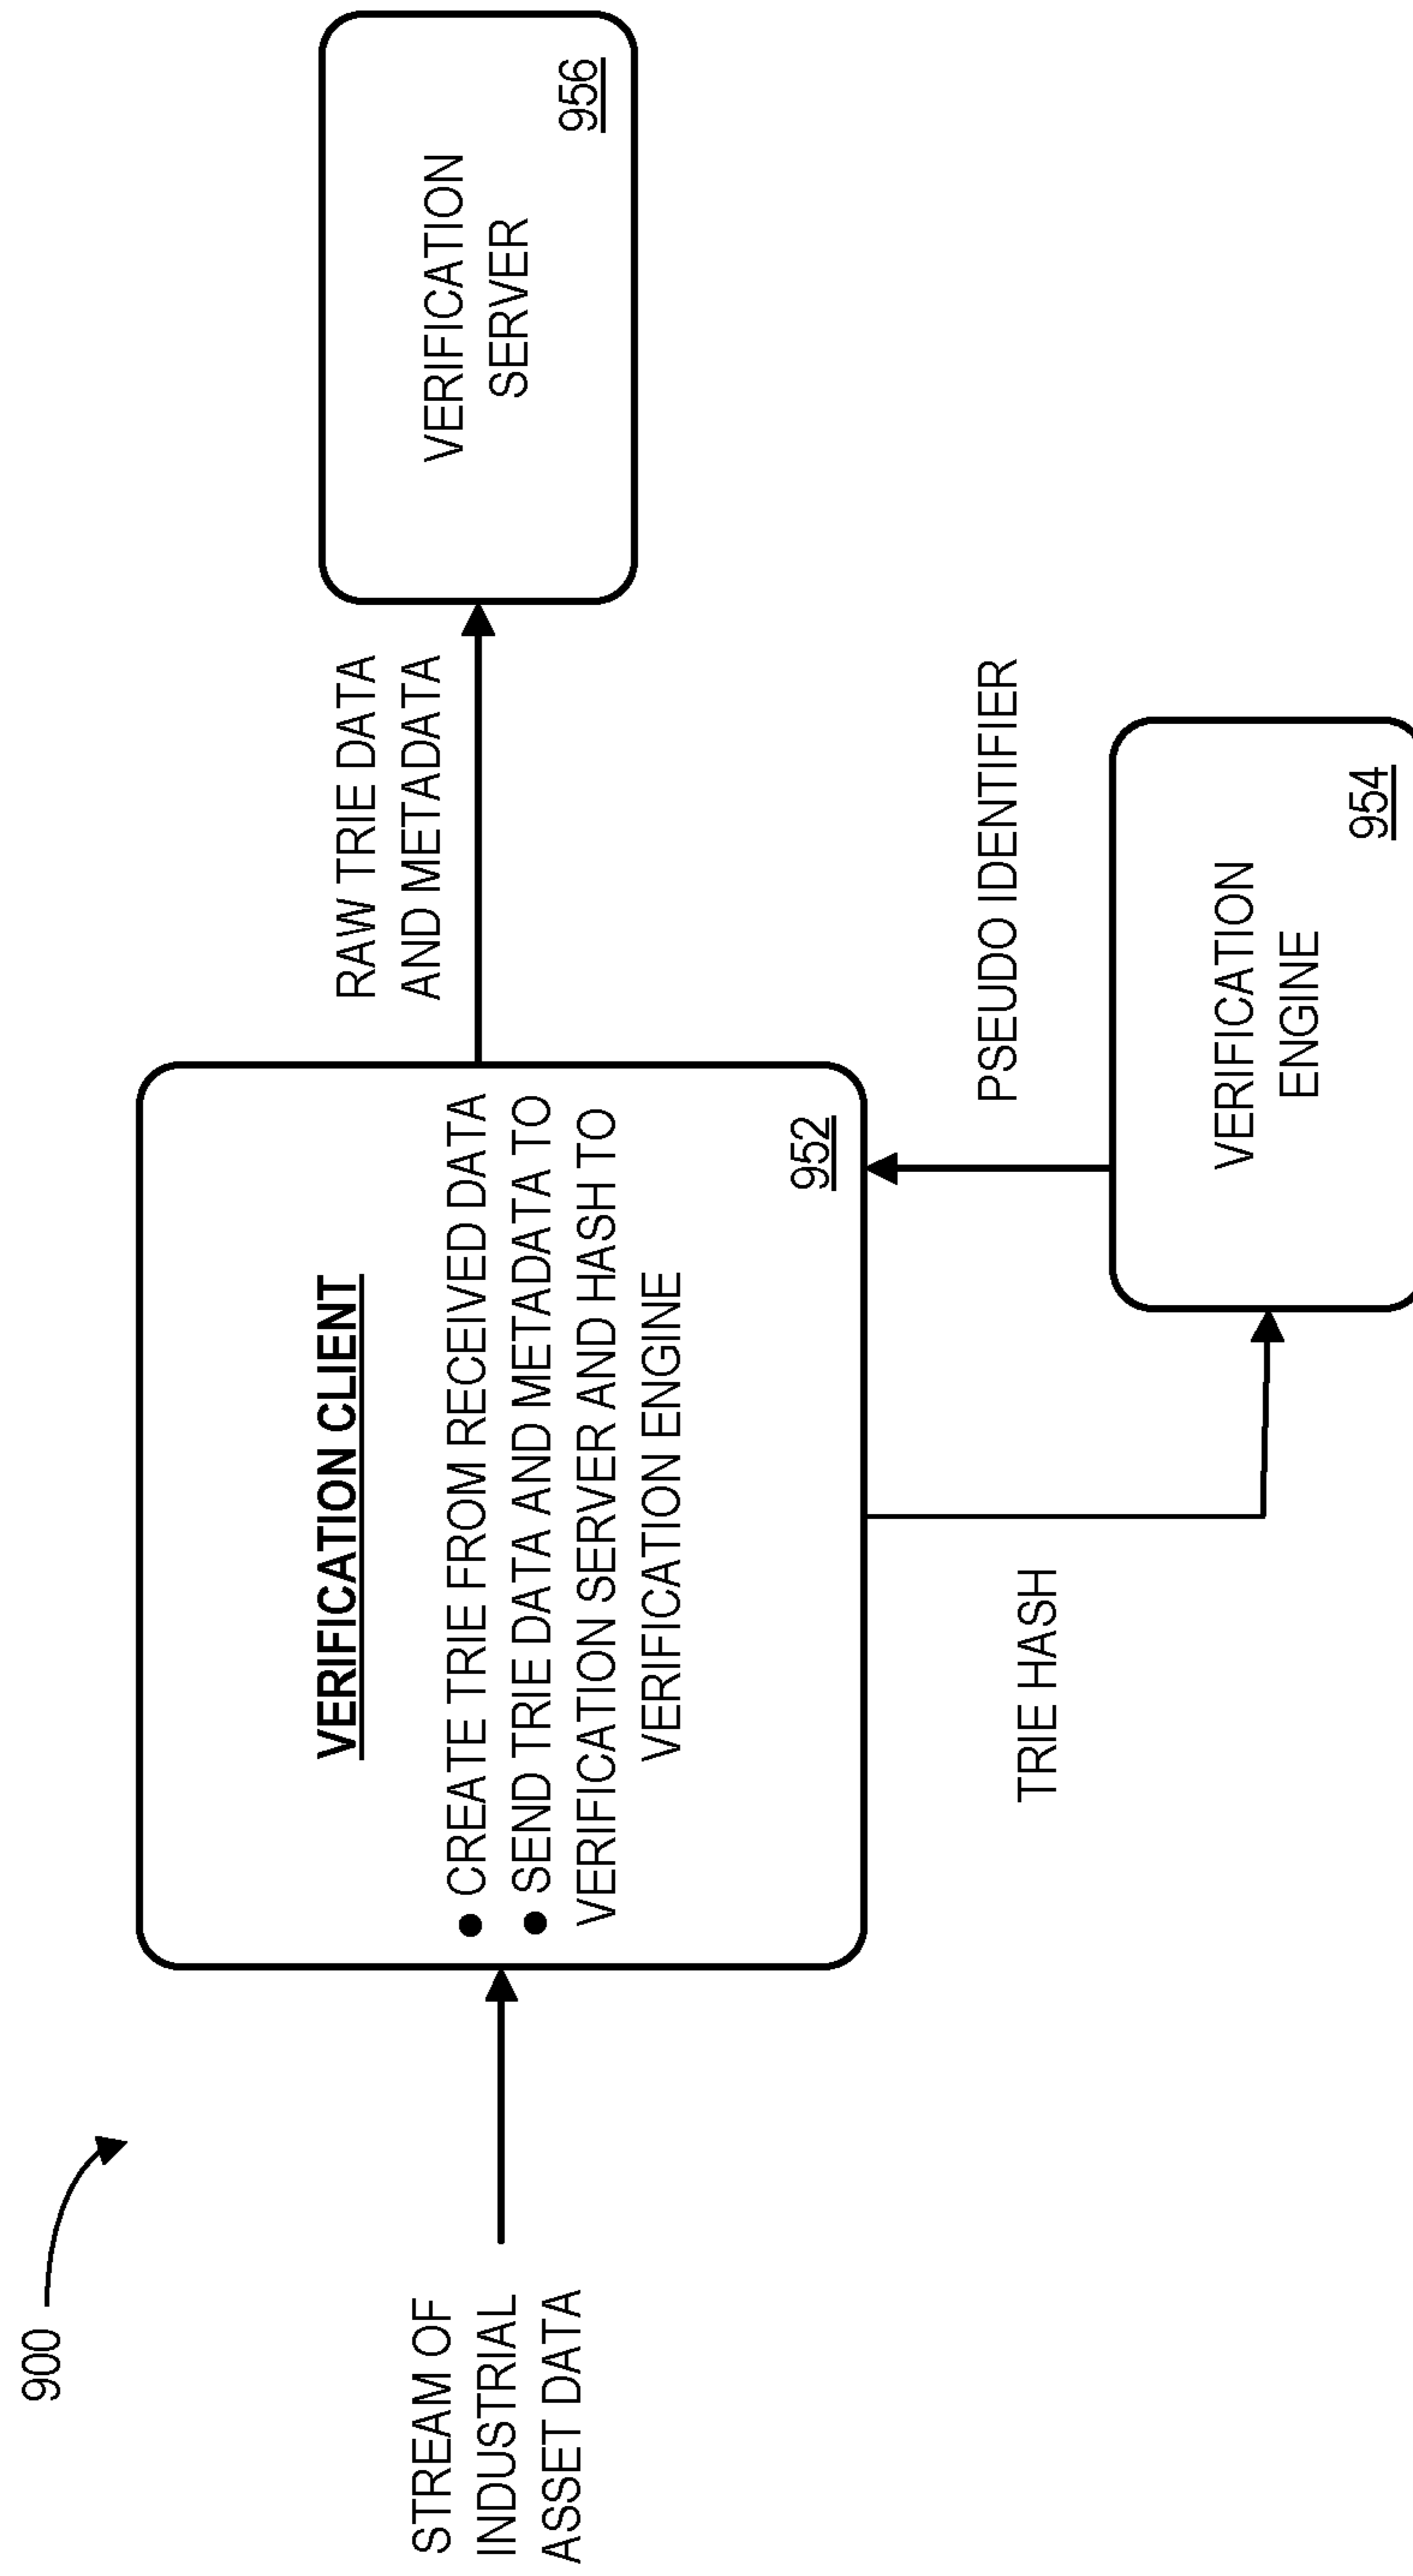 900
STREAM OF
INDUSTRIAL
ASSET DATA
VERIFICATION CLIENT
● CREATE TRIE FROM RECEIVED DATA
● SEND TRIE DATA AND METADATA TO
VERIFICATION SERVER AND HASH TO
VERIFICATION ENGINE
952
RAW TRIE DATA
AND METADATA
VERIFICATION
SERVER
956
TRIE HASH
PSEUDO IDENTIFIER
VERIFICATION
ENGINE
954